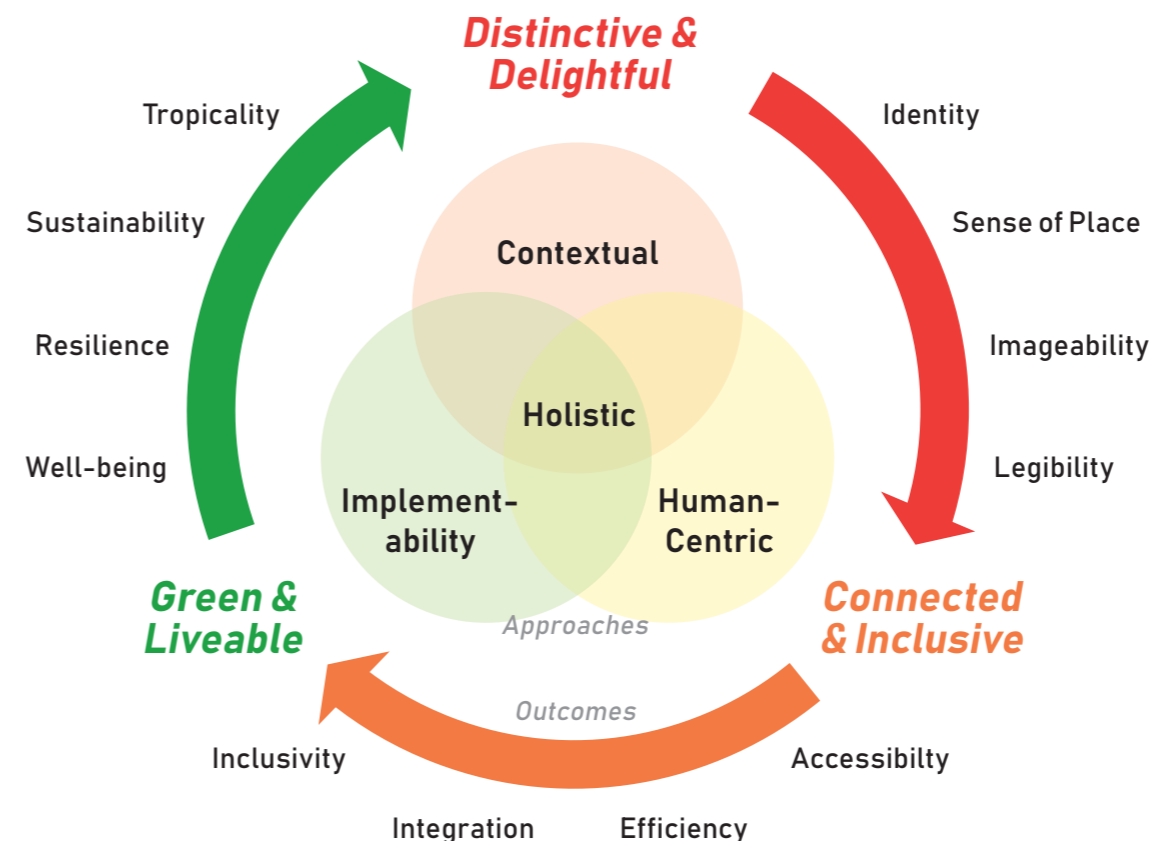 Distinctive &
Delightful
Tropicality
Identity
Sustainability
Sense of Place
Contextual
Resilience
Imageability
Holistic
Well-being
Legibility
Implement-
ability
Human-
Centric
Green &
Liveable
Connected
& Inclusive
Approaches
Outcomes
Inclusivity
Accessibilty
Integration
Efficiency